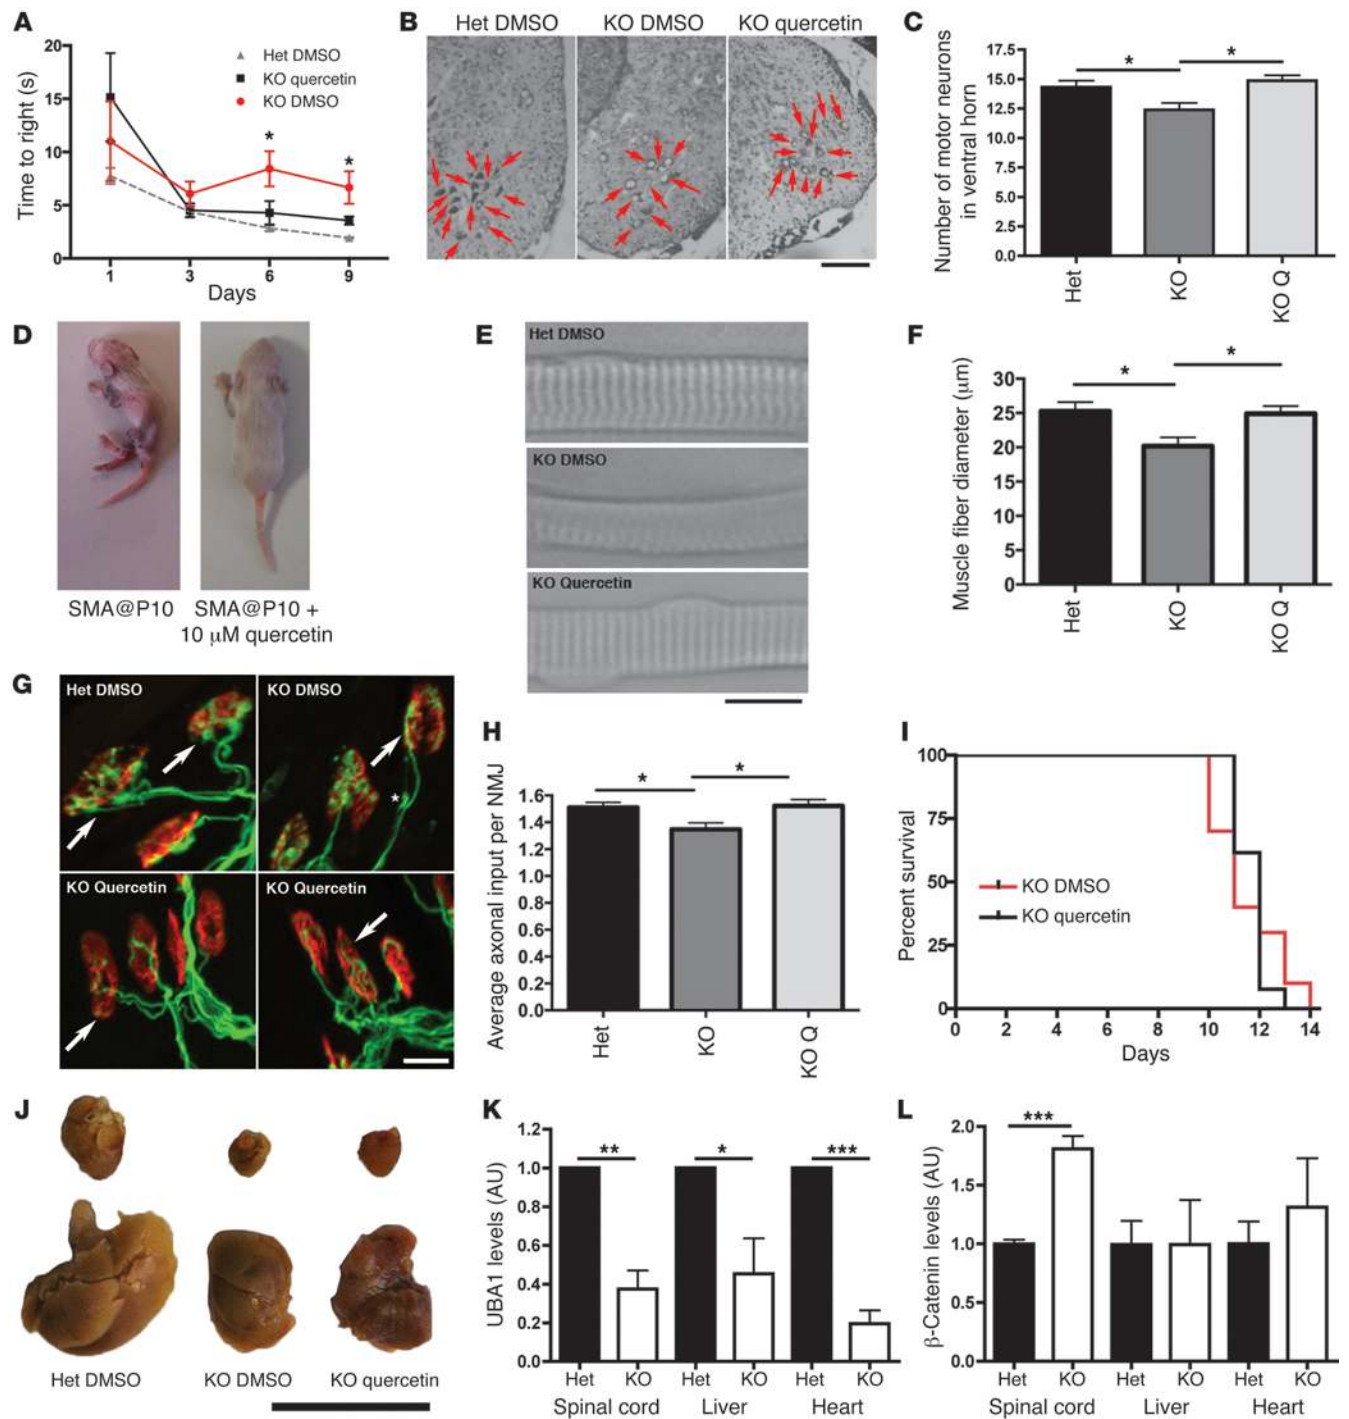 A
Time to right (s)
20
15
10
5
0
1
3
6
9
Days
Het DMSO
KO quercetin
KO DMSO
*
*
B
Het DMSO
KO DMSO
KO quercetin
C
Number of motor neurons
in ventral horn
17.5
15.0
12.5
10.0
7.5
5.0
2.5
0.0
*
*
Het
KO
KO Q
D
SMA@P10
SMA@P10 +
10 μM quercetin
E
Het DMSO
KO DMSO
KO Quercetin
F
Muscle fiber diameter (μm)
30
25
20
15
10
5
0
*
*
Het
KO
KO Q
G
Het DMSO
KO DMSO
*
KO Quercetin
KO Quercetin
H
Average axonal input per NMJ
1.6
1.4
1.2
1.0
0.8
0.6
0.4
0.2
0.0
*
*
Het
KO
KO Q
I
Percent survival
100
75
50
25
0
KO DMSO
KO quercetin
0
2
4
6
8
10
12
14
Days
J
Het DMSO
KO DMSO
KO quercetin
K
UBA1 levels (AU)
1.2
1.0
0.8
0.6
0.4
0.2
0.0
**
*
***
Het KO Het KO Het KO
Spinal cord Liver Heart
L
β-Catenin levels (AU)
2.0
1.5
1.0
0.5
0.0
***
Het KO Het KO Het KO
Spinal cord Liver Heart